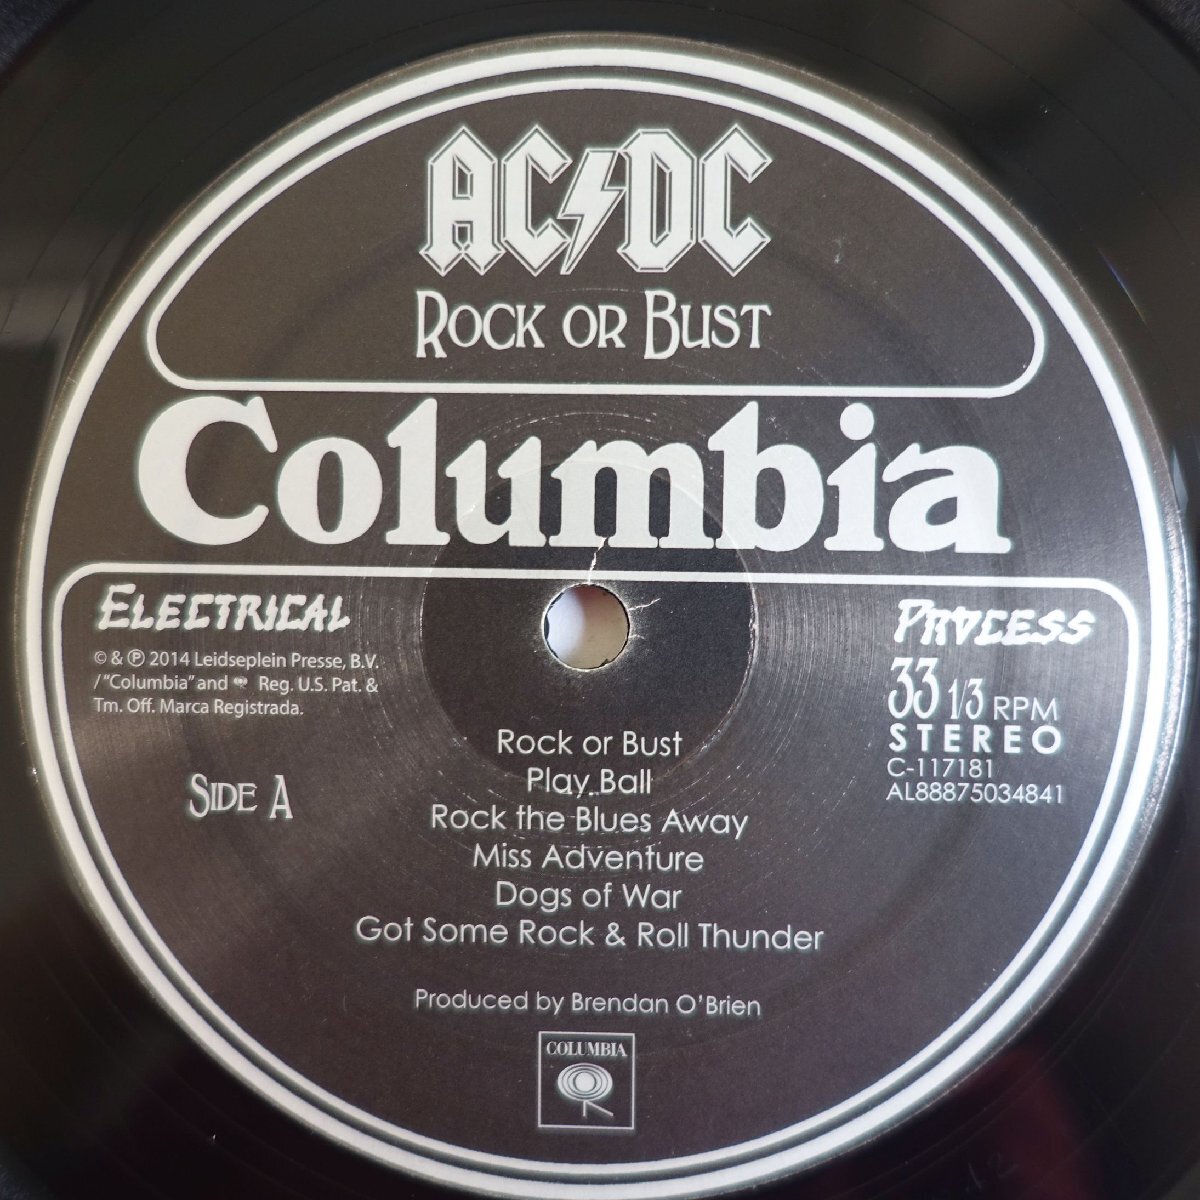 AC⚡DC
ROCK OR BUST
Columbia
ELECTRICAL
PROCESS
© & ℗ 2014 Leidseplein Presse, B.V.
/ "Columbia" and Reg. U.S. Pat. &
Tm. Off. Marca Registrada.
33 1/3 RPM
STEREO
C-117181
AL88875034841
SIDE A
Rock or Bust
Play Ball
Rock the Blues Away
Miss Adventure
Dogs of War
Got Some Rock & Roll Thunder
Produced by Brendan O'Brien
COLUMBIA